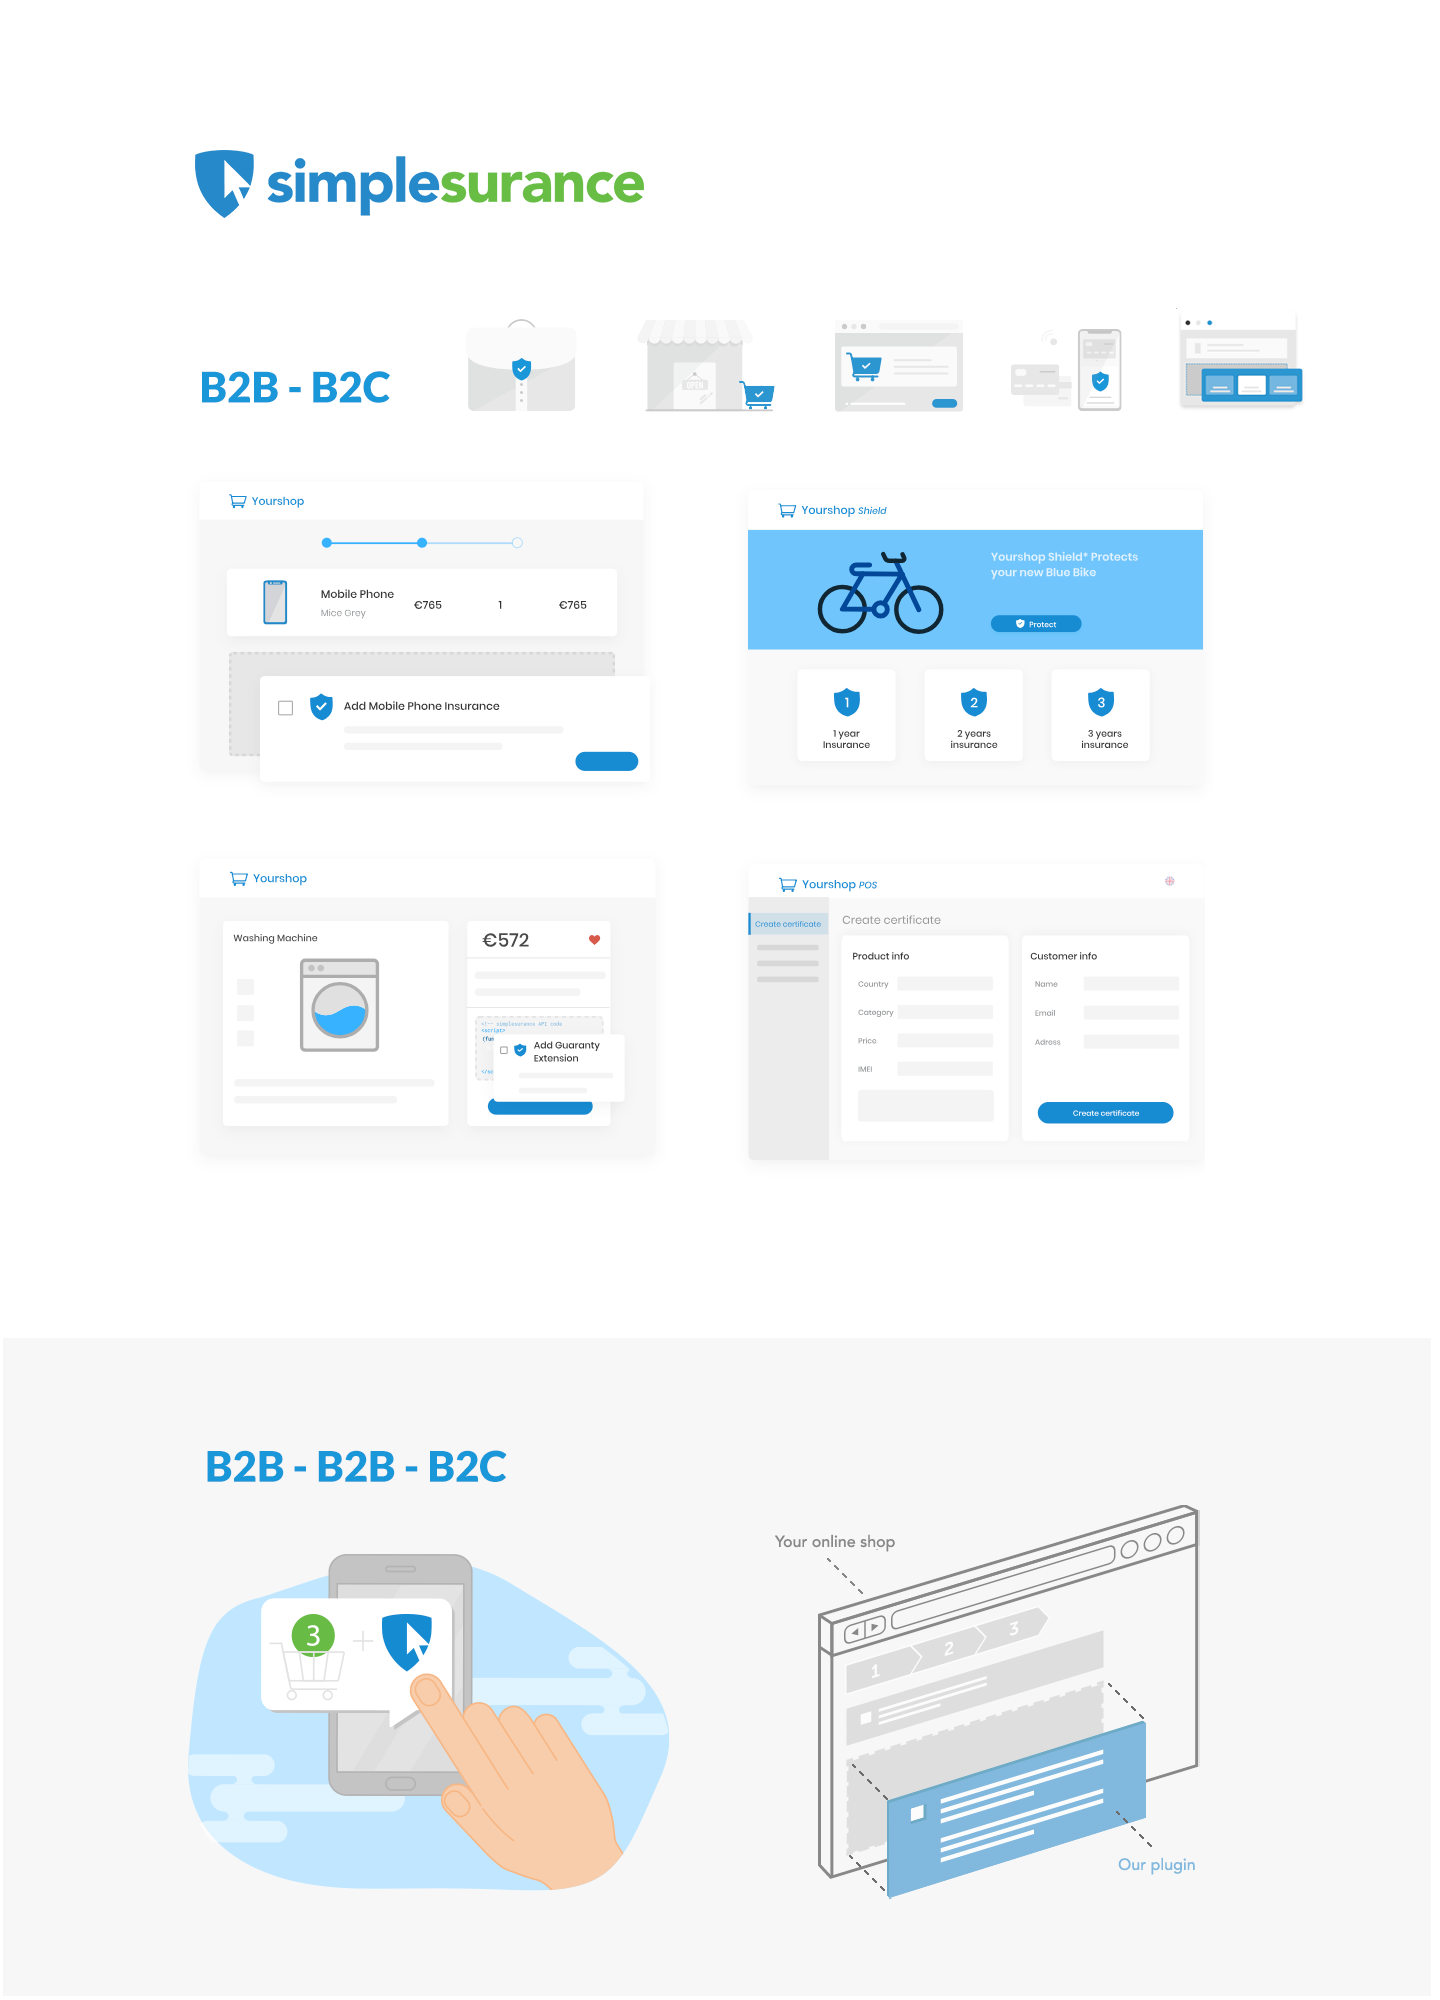 simplesurance
B2B - B2C
OPEN
Yourshop
Mobile Phone
Mice Grey
€765
1
€765
Add Mobile Phone Insurance
Yourshop Shield
Yourshop Shield* Protects
your new Blue Bike
Protect
1
1 year
Insurance
2
2 years
insurance
3
3 years
insurance
Yourshop
Washing Machine
€572
<!-- simplesurance API code
<script>
(fun
</sc
Add Guaranty
Extension
Yourshop POS
Create certificate
Create certificate
Product info
Country
Category
Price
IMEI
Customer info
Name
Email
Adress
Create certificate
B2B - B2B - B2C
3
Your online shop
1
2
3
Our plugin